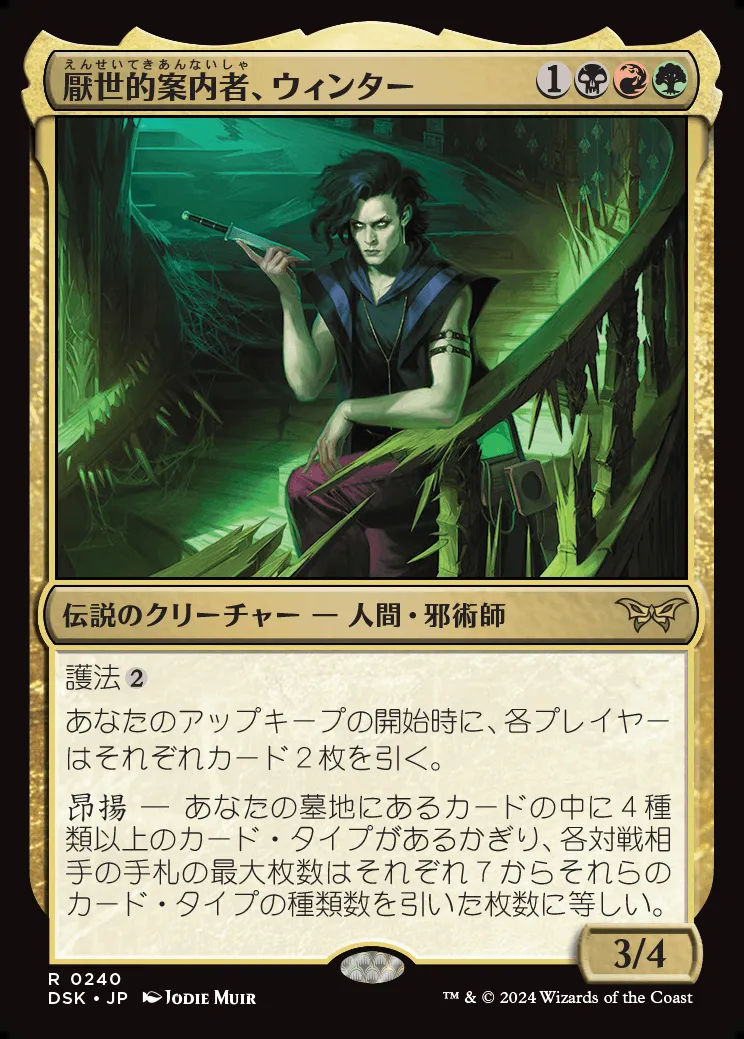 えんせいてきあんないしゃ
厭世的案内者、ウィンター 1
伝説のクリーチャー — 人間・邪術師
護法 2
あなたのアップキープの開始時に、各プレイヤー
はそれぞれカード２枚を引く。
昂揚 — あなたの墓地にあるカードの中に４種
類以上のカード・タイプがあるかぎり、各対戦相
手の手札の最大枚数はそれぞれ７からそれらの
カード・タイプの種類数を引いた枚数に等しい。
3/4
R 0240
DSK • JP Jodie Muir
™ & © 2024 Wizards of the Coast